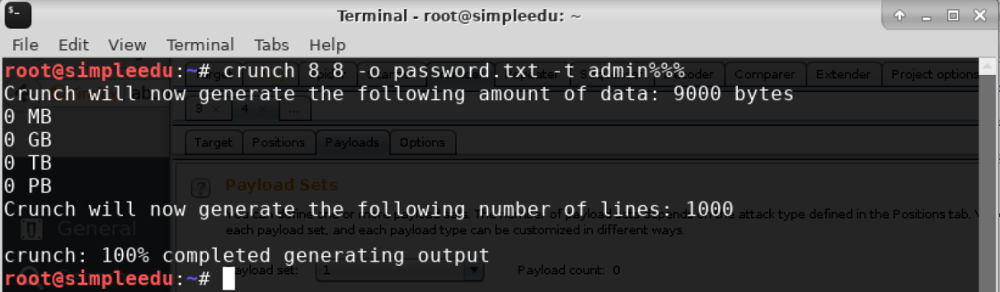 Terminal - root@simpleedu: ~
File Edit View Terminal Tabs Help
root@simpleedu:~# crunch 8 8 -o password.txt -t admin%%%
Comparer Extender Project options
Crunch will now generate the following amount of data: 9000 bytes
3 × 4 × ...
0 MB
0 GB
Target Positions Payloads Options
0 TB
0 PB
Payload Sets
Crunch will now generate the following number of lines: 1000
attack type defined in the Positions tab.
General
each payload set, and each payload type can be customized in different ways.
crunch: 100% completed generating output
root@simpleedu:~#
Payload set: 1 Payload count: 0